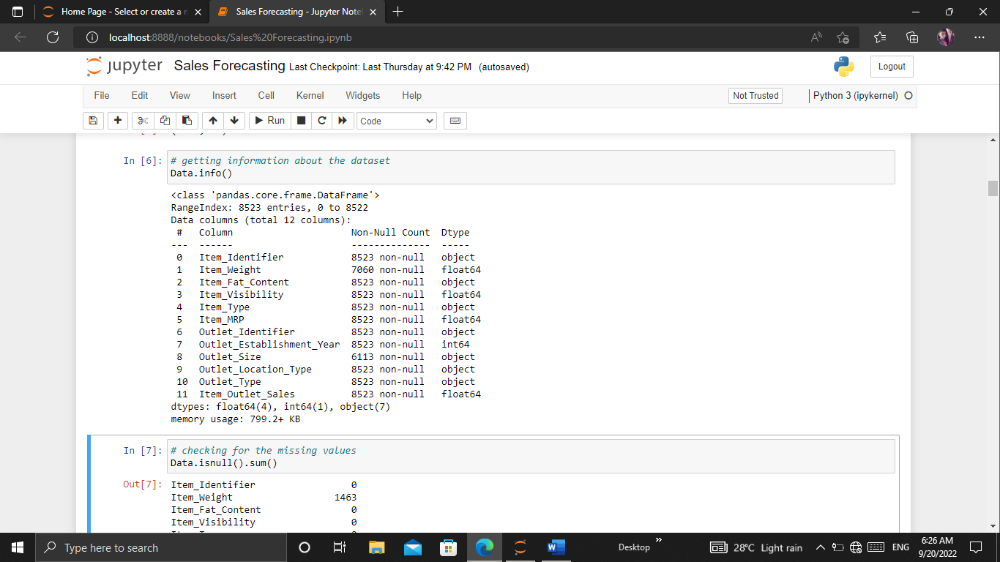 Home Page - Select or create a n
Sales Forecasting - Jupyter Note
localhost:8888/notebooks/Sales%20Forecasting.ipynb
jupyter Sales Forecasting Last Checkpoint: Last Thursday at 9:42 PM (autosaved)
Logout
File Edit View Insert Cell Kernel Widgets Help
Not Trusted
Python 3 (ipykernel)
Run
Code
In [6]: # getting information about the dataset
Data.info()
<class 'pandas.core.frame.DataFrame'>
RangeIndex: 8523 entries, 0 to 8522
Data columns (total 12 columns):
# Column Non-Null Count Dtype
--- ------ -------------- -----
0 Item_Identifier 8523 non-null object
1 Item_Weight 7060 non-null float64
2 Item_Fat_Content 8523 non-null object
3 Item_Visibility 8523 non-null float64
4 Item_Type 8523 non-null object
5 Item_MRP 8523 non-null float64
6 Outlet_Identifier 8523 non-null object
7 Outlet_Establishment_Year 8523 non-null int64
8 Outlet_Size 6113 non-null object
9 Outlet_Location_Type 8523 non-null object
10 Outlet_Type 8523 non-null object
11 Item_Outlet_Sales 8523 non-null float64
dtypes: float64(4), int64(1), object(7)
memory usage: 799.2+ KB
In [7]: # checking for the missing values
Data.isnull().sum()
Out[7]: Item_Identifier 0
Item_Weight 1463
Item_Fat_Content 0
Item_Visibility 0
Type here to search
Desktop
28°C Light rain
ENG
6:26 AM
9/20/2022